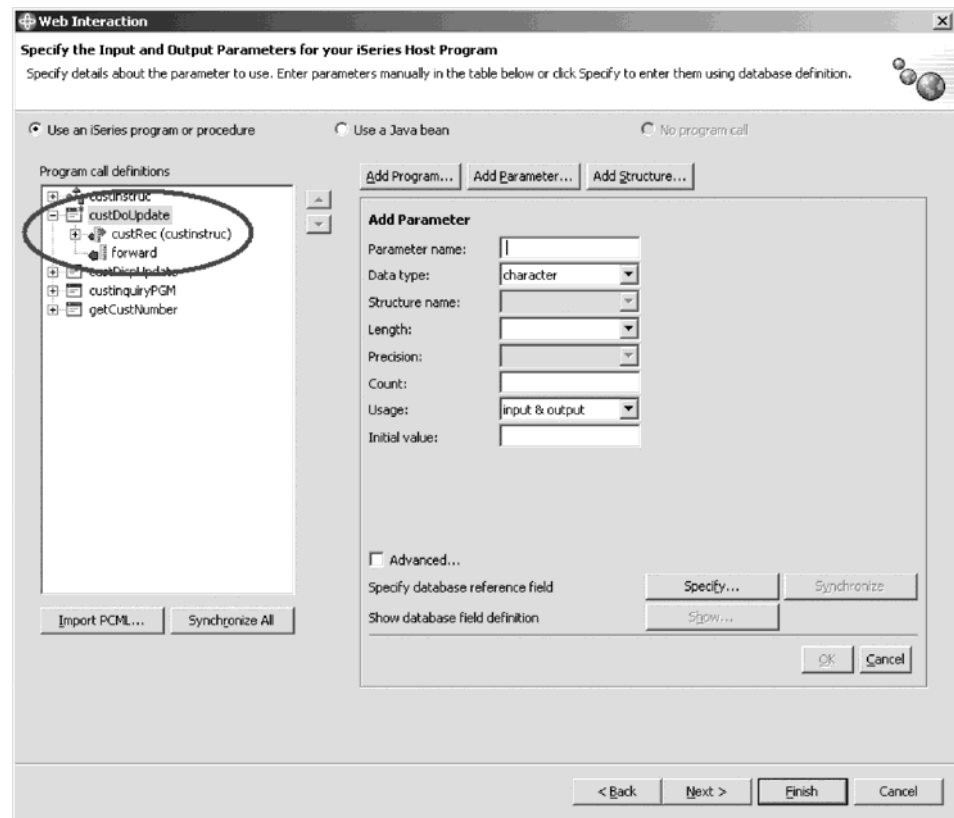 Web Interaction
Specify the Input and Output Parameters for your iSeries Host Program
Specify details about the parameter to use. Enter parameters manually in the table below or click Specify to enter them using database definition.
Use an iSeries program or procedure
Use a Java bean
No program call
Program call definitions
custinstruc
custDoUpdate
custRec (custinstruc)
forward
custDispUpdate
custinquiryPGM
getCustNumber
Import PCML...
Synchronize All
Add Program...
Add Parameter...
Add Structure...
Add Parameter
Parameter name:
Data type: character
Structure name:
Length:
Precision:
Count:
Usage: input & output
Initial value:
Advanced...
Specify database reference field Specify... Synchronize
Show database field definition Show...
OK Cancel
< Back Next > Finish Cancel